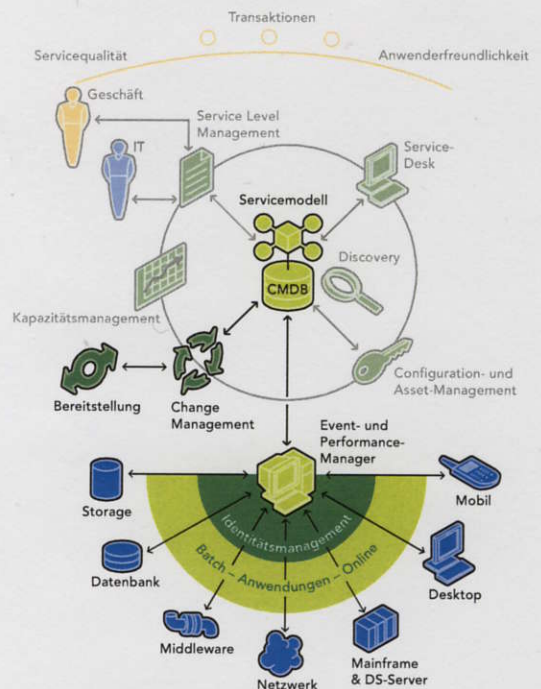 Transaktionen
Servicequalität
Anwenderfreundlichkeit
Geschäft
IT
Service Level
Management
Service-
Desk
Servicemodell
CMDB
Discovery
Kapazitätsmanagement
Configuration- und
Asset-Management
Bereitstellung
Change
Management
Event- und
Performance-
Manager
Storage
Mobil
Identitätsmanagement
Batch – Anwendungen – Online
Datenbank
Desktop
Middleware
Netzwerk
Mainframe
& DS-Server